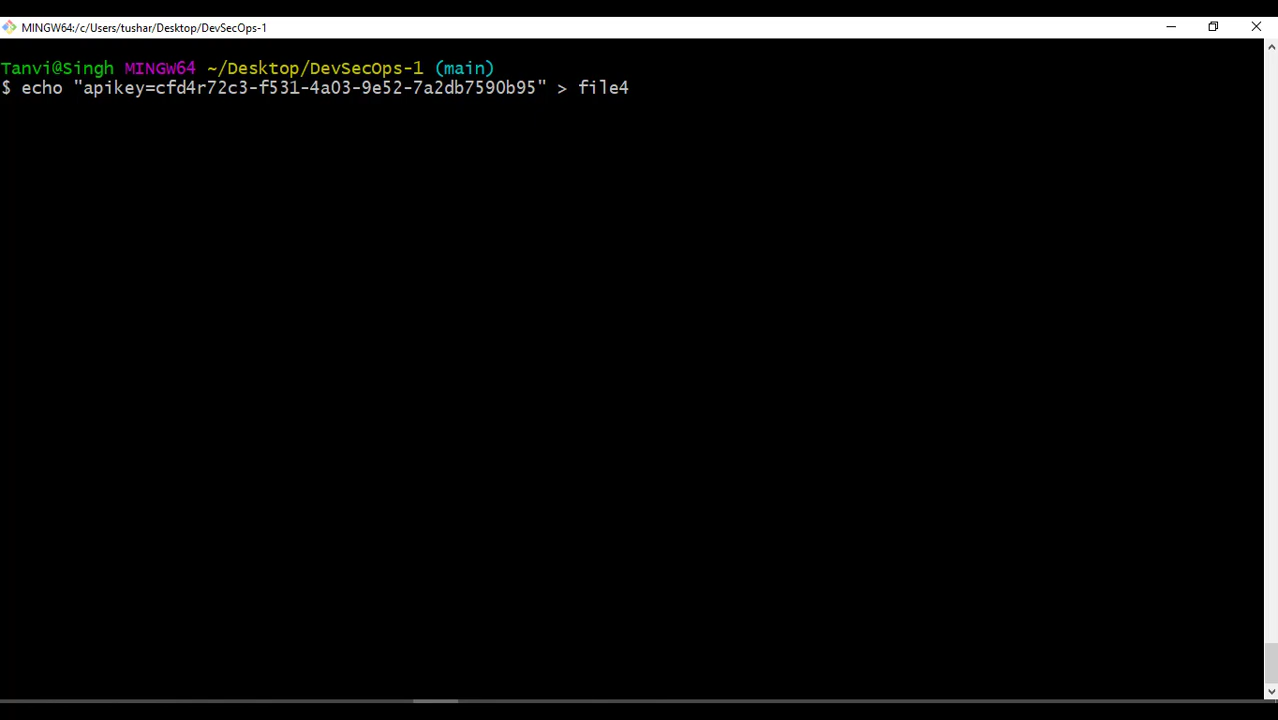 MINGW64:/c/Users/tushar/Desktop/DevSecOps-1
Tanvi@Singh MINGW64 ~/Desktop/DevSecOps-1 (main)
$ echo "apikey=cfd4r72c3-f531-4a03-9e52-7a2db7590b95" > file4